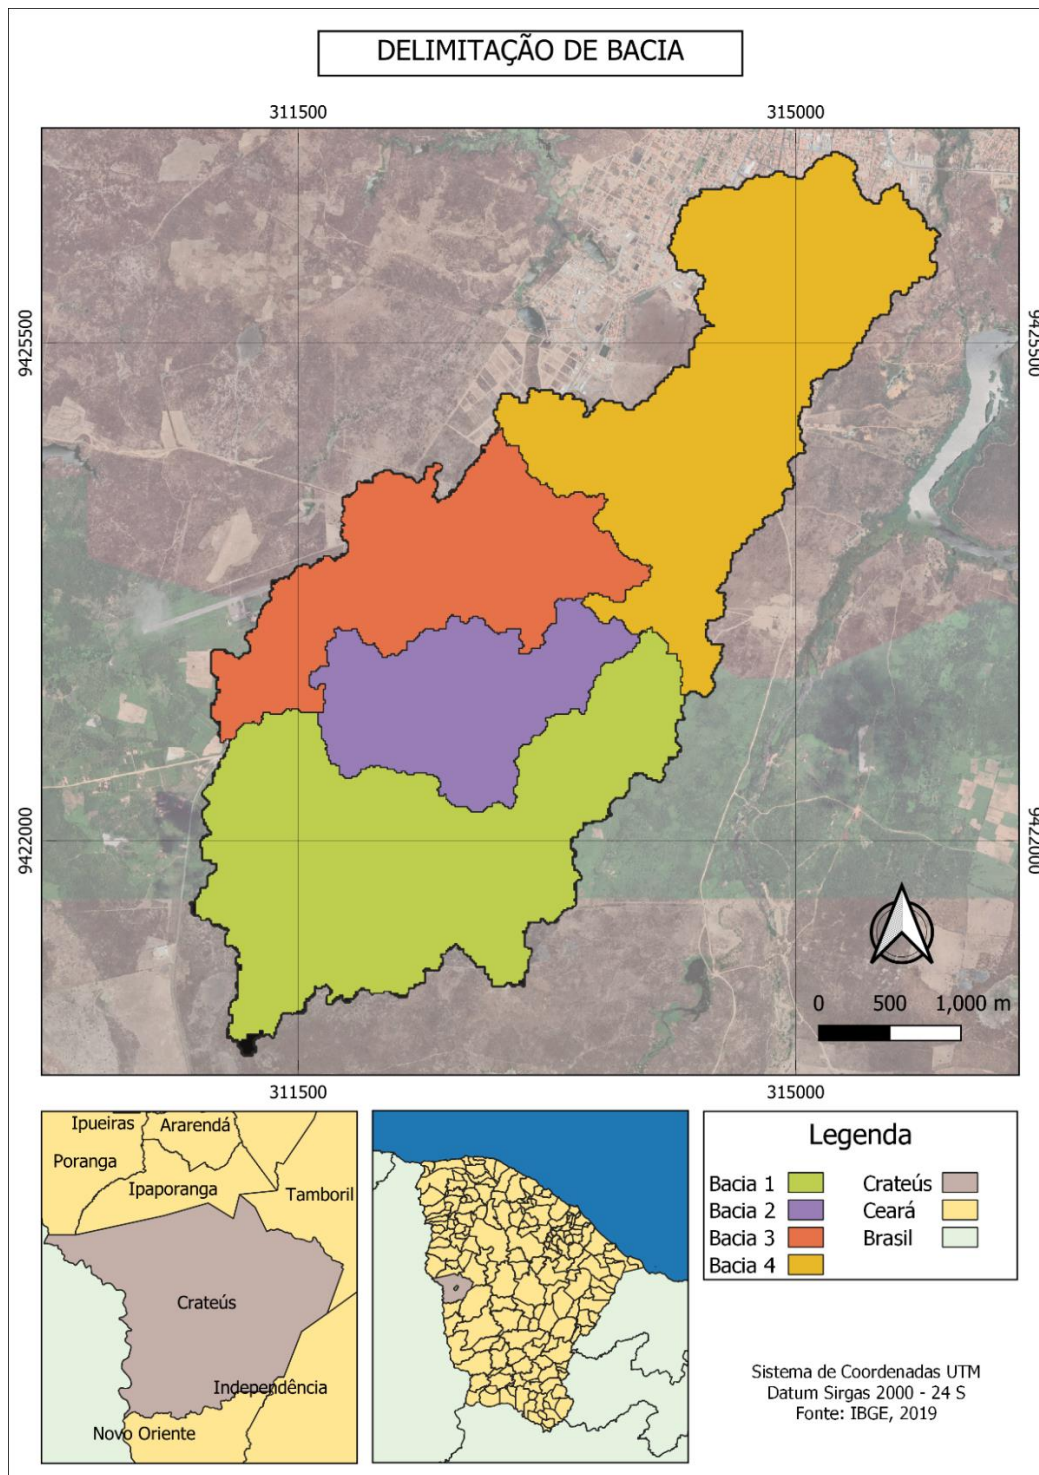 DELIMITAÇÃO DE BACIA
311500
315000
9425500
9425500
9422000
9422000
0
500
1,000 m
311500
315000
Ipueiras
Ararendá
Poranga
Ipaporanga
Tamboril
Crateús
Independência
Novo Oriente
Legenda
Bacia 1
Crateús
Bacia 2
Ceará
Bacia 3
Brasil
Bacia 4
Sistema de Coordenadas UTM
Datum Sirgas 2000 - 24 S
Fonte: IBGE, 2019